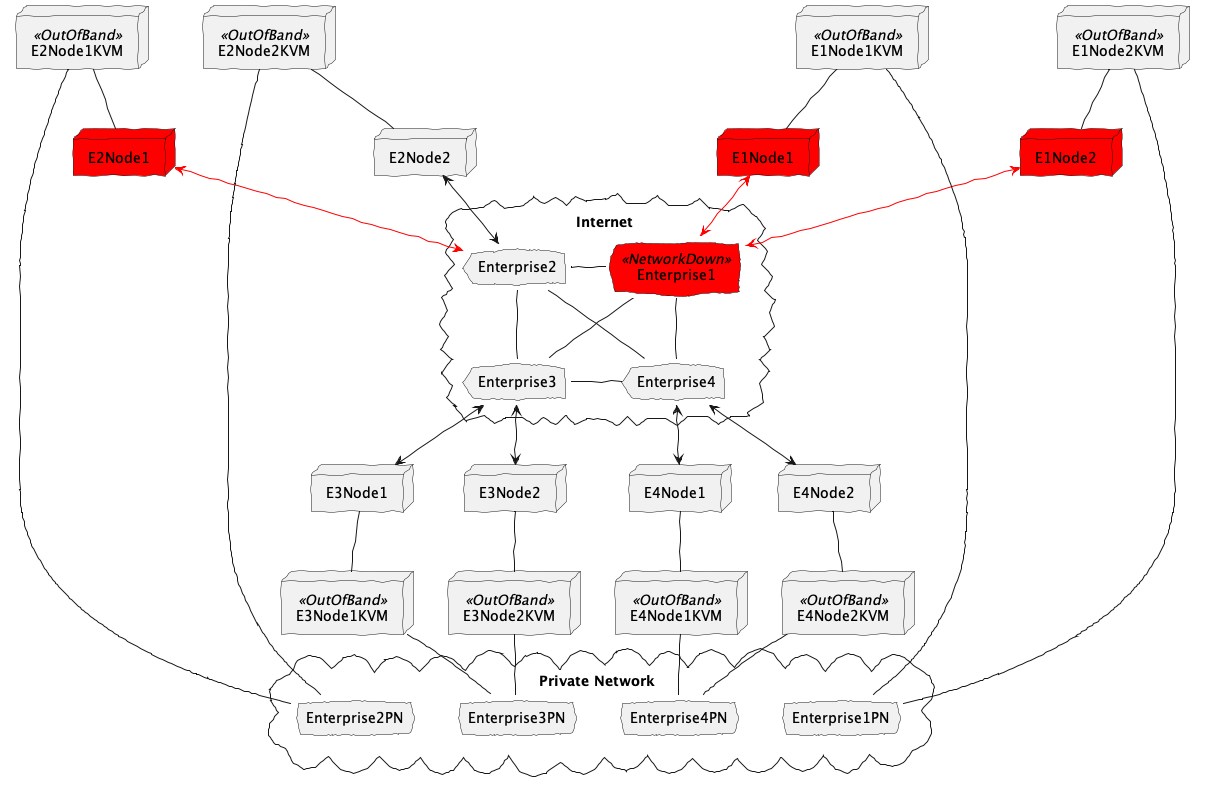 «OutOfBand»
E2Node1KVM
«OutOfBand»
E2Node2KVM
«OutOfBand»
E1Node1KVM
«OutOfBand»
E1Node2KVM
E2Node1
E2Node2
E1Node1
E1Node2
Internet
Enterprise2
«NetworkDown»
Enterprise1
Enterprise3
Enterprise4
E3Node1
E3Node2
E4Node1
E4Node2
«OutOfBand»
E3Node1KVM
«OutOfBand»
E3Node2KVM
«OutOfBand»
E4Node1KVM
«OutOfBand»
E4Node2KVM
Private Network
Enterprise2PN
Enterprise3PN
Enterprise4PN
Enterprise1PN